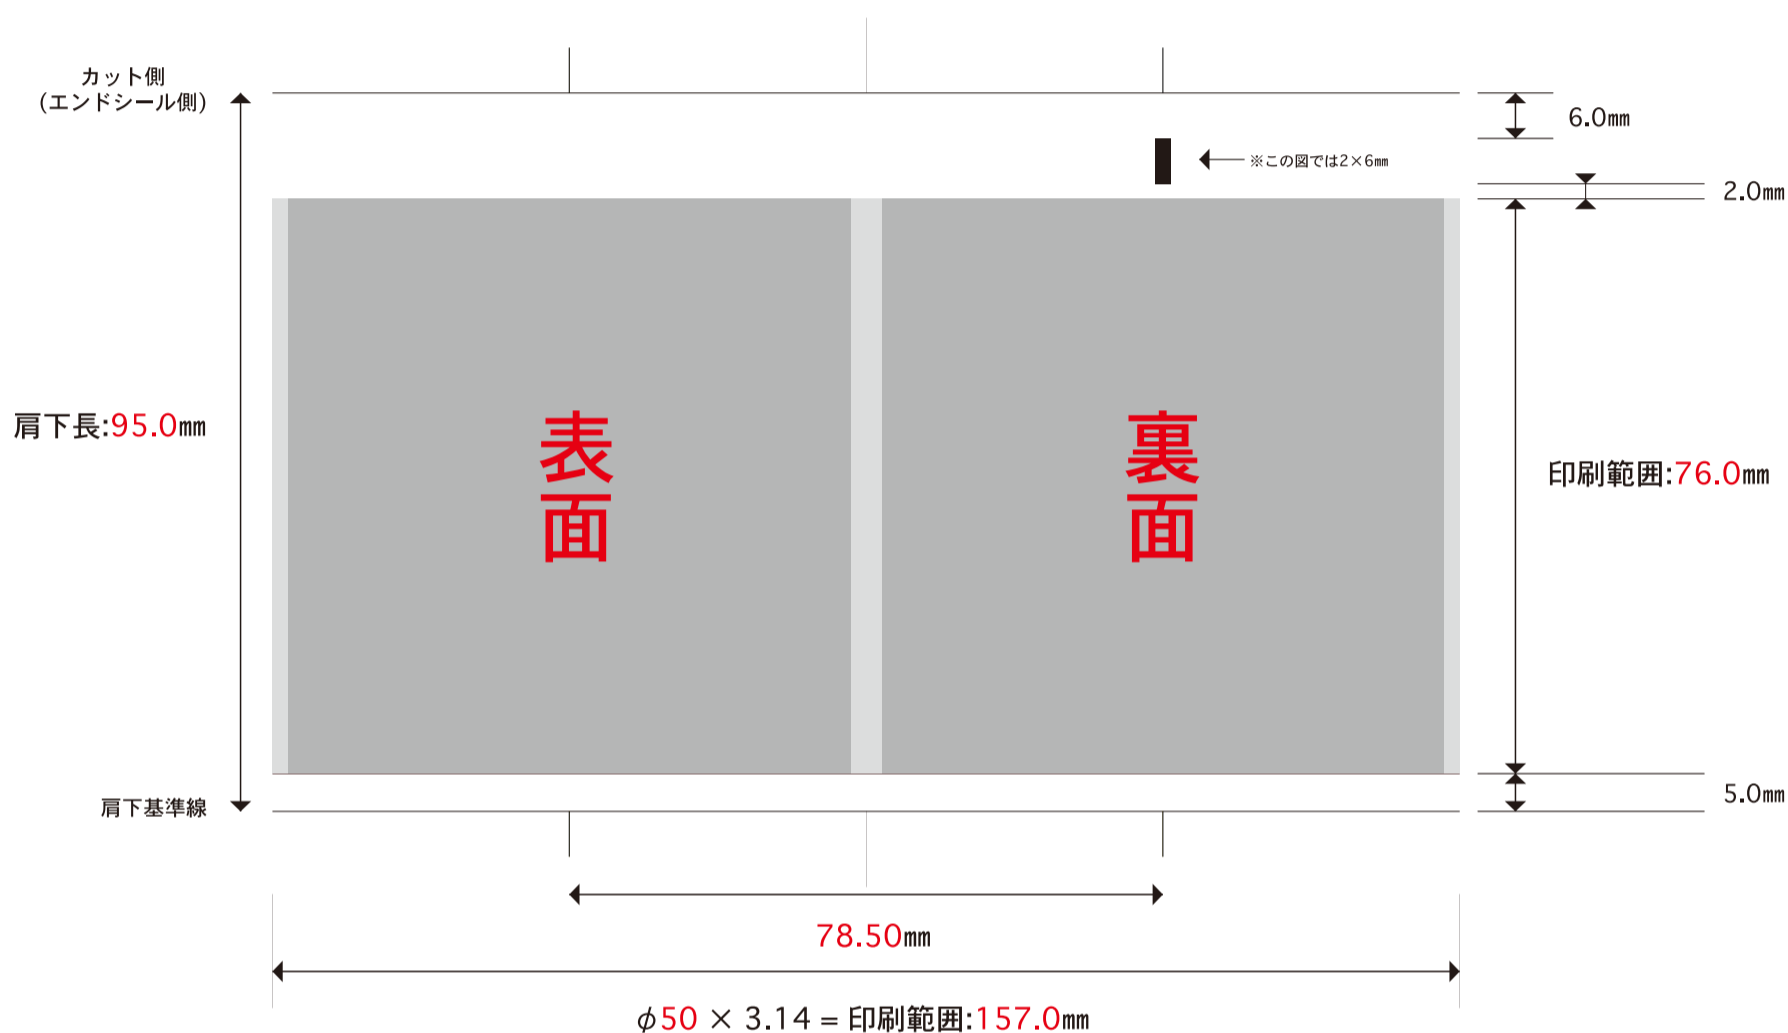 カット側
(エンドシール側)
6.0㎜
※この図では2×6㎜
2.0㎜
肩下長:95.0㎜
表面
裏面
印刷範囲:76.0㎜
肩下基準線
5.0㎜
78.50㎜
φ50 × 3.14 = 印刷範囲:157.0㎜